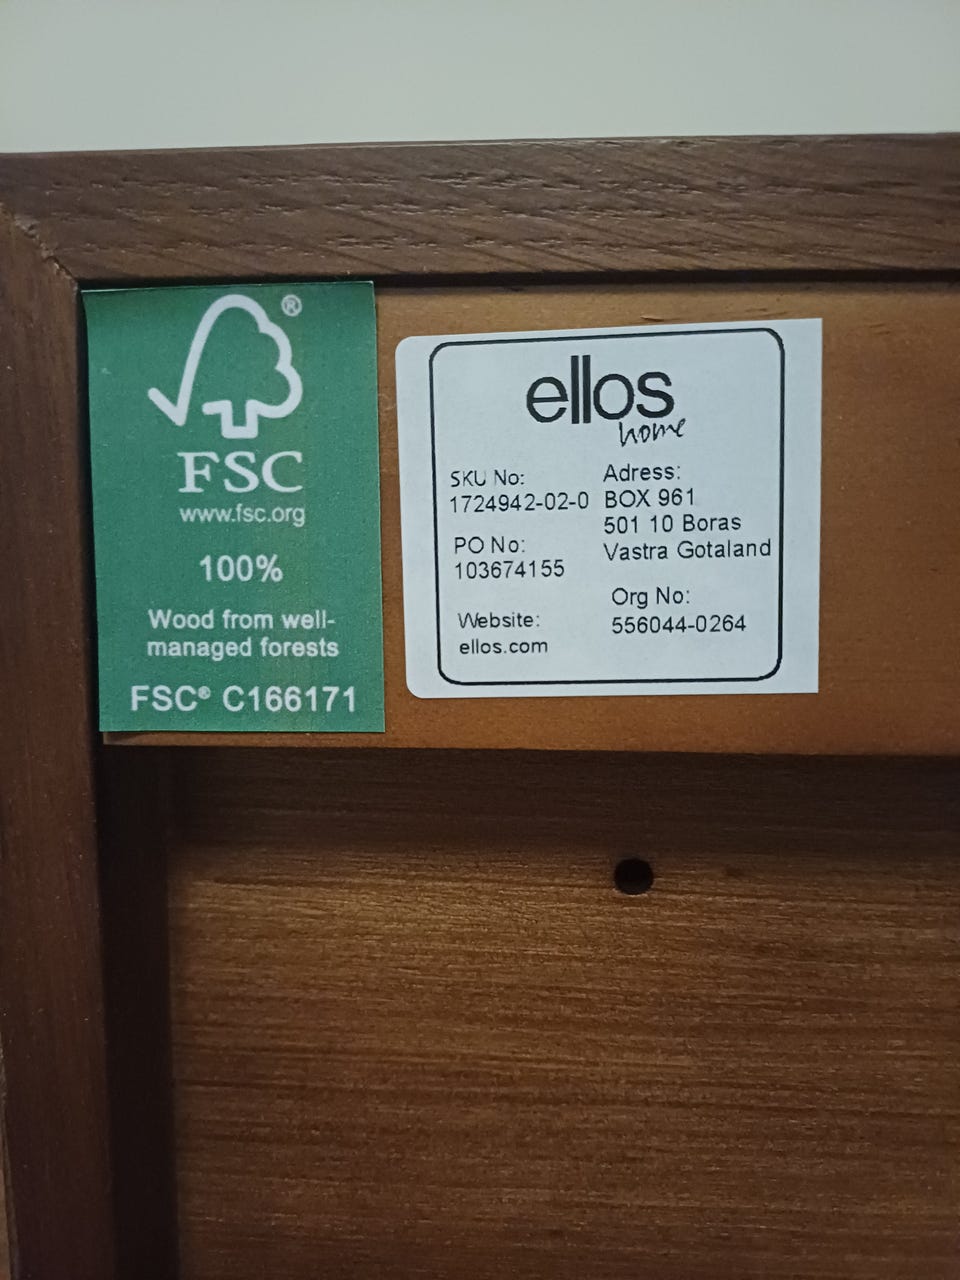 ®
FSC
www.fsc.org
100%
Wood from well-
managed forests
FSC® C166171
ellos
home
SKU No:
1724942-02-0
PO No:
103674155
Website:
ellos.com
Adress:
BOX 961
501 10 Boras
Vastra Gotaland
Org No:
556044-0264